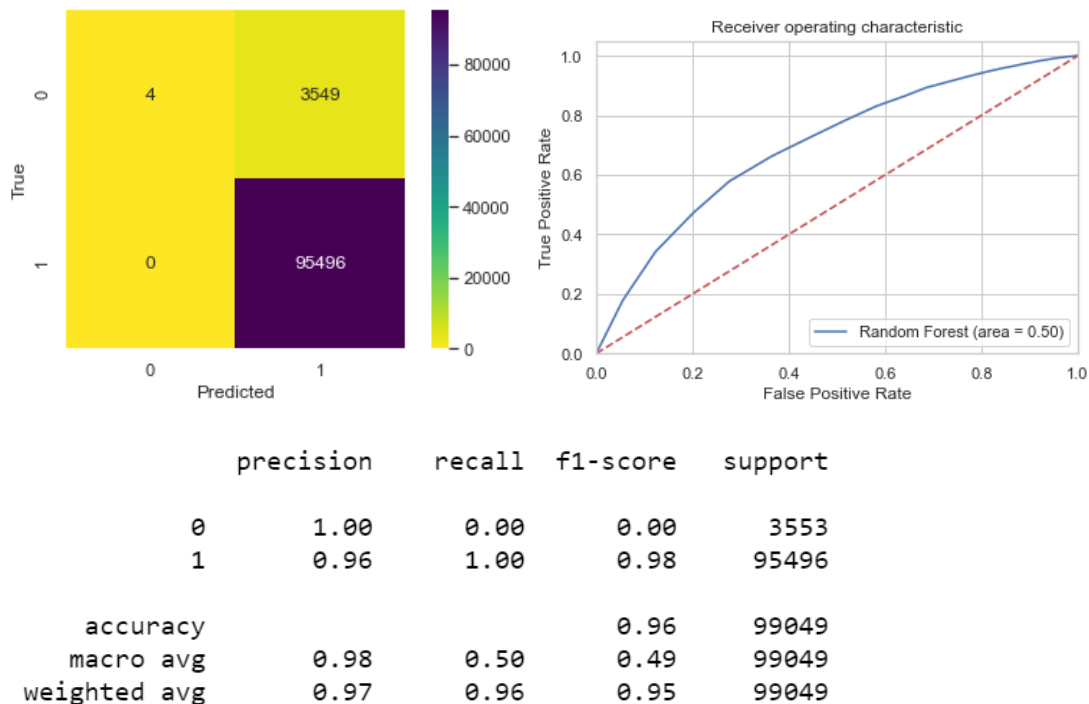 0 4 3549
True
1 0 95496
0 1
Predicted
80000
60000
40000
20000
0
Receiver operating characteristic
1.0
0.8
0.6
0.4
0.2
0.0
True Positive Rate
Random Forest (area = 0.50)
0.0 0.2 0.4 0.6 0.8 1.0
False Positive Rate
precision recall f1-score support
0 1.00 0.00 0.00 3553
1 0.96 1.00 0.98 95496
accuracy 0.96 99049
macro avg 0.98 0.50 0.49 99049
weighted avg 0.97 0.96 0.95 99049